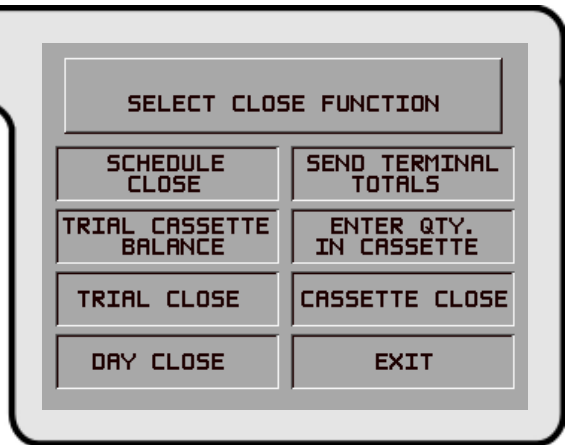 SELECT CLOSE FUNCTION
SCHEDULE
CLOSE
SEND TERMINAL
TOTALS
TRIAL CASSETTE
BALANCE
ENTER QTY.
IN CASSETTE
TRIAL CLOSE
CASSETTE CLOSE
DAY CLOSE
EXIT